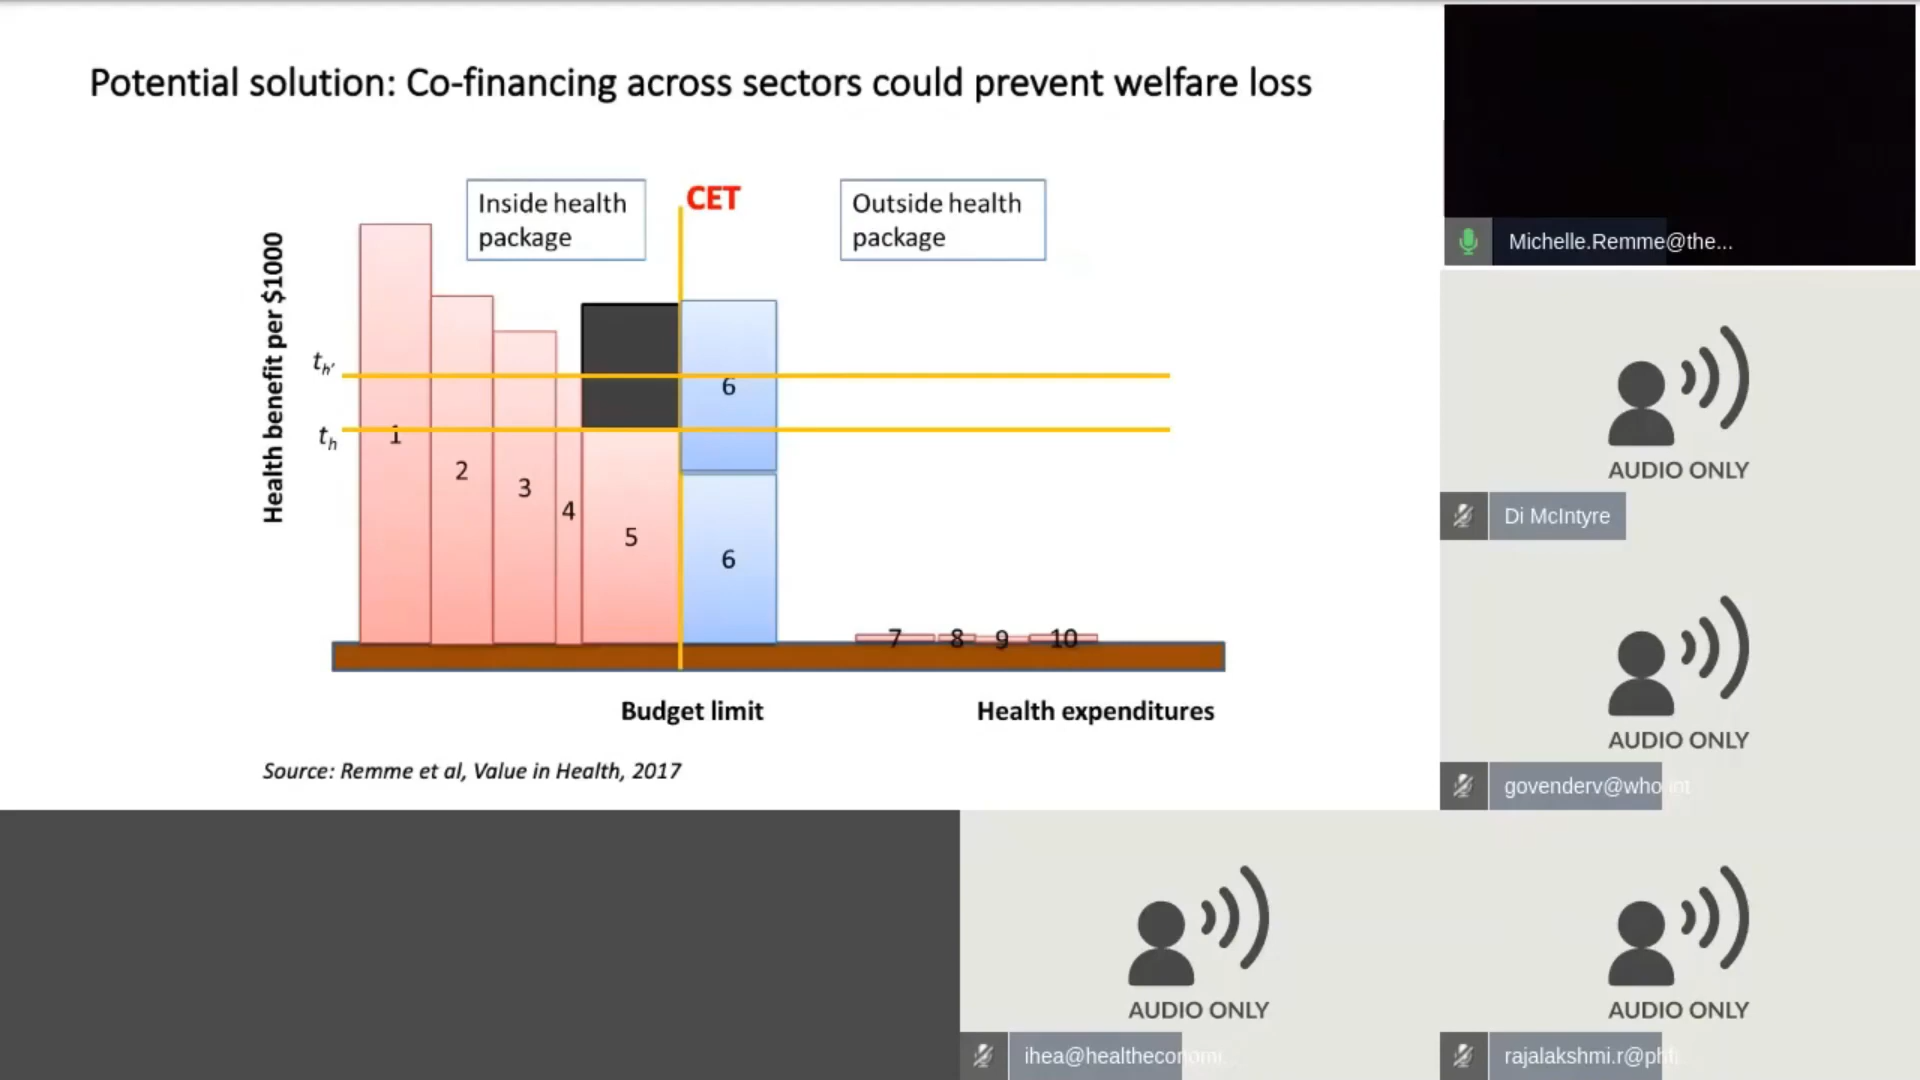 Potential solution: Co-financing across sectors could prevent welfare loss
Inside health
package
CET
Outside health
package
Health benefit per $1000
th'
th
1
2
3
4
5
6
6
7
8
9
10
Budget limit
Health expenditures
Source: Remme et al, Value in Health, 2017
Michelle.Remme@the...
AUDIO ONLY
Di McIntyre
AUDIO ONLY
govenderv@who.int
AUDIO ONLY
ihea@healtheconomi...
AUDIO ONLY
rajalakshmi.r@phf